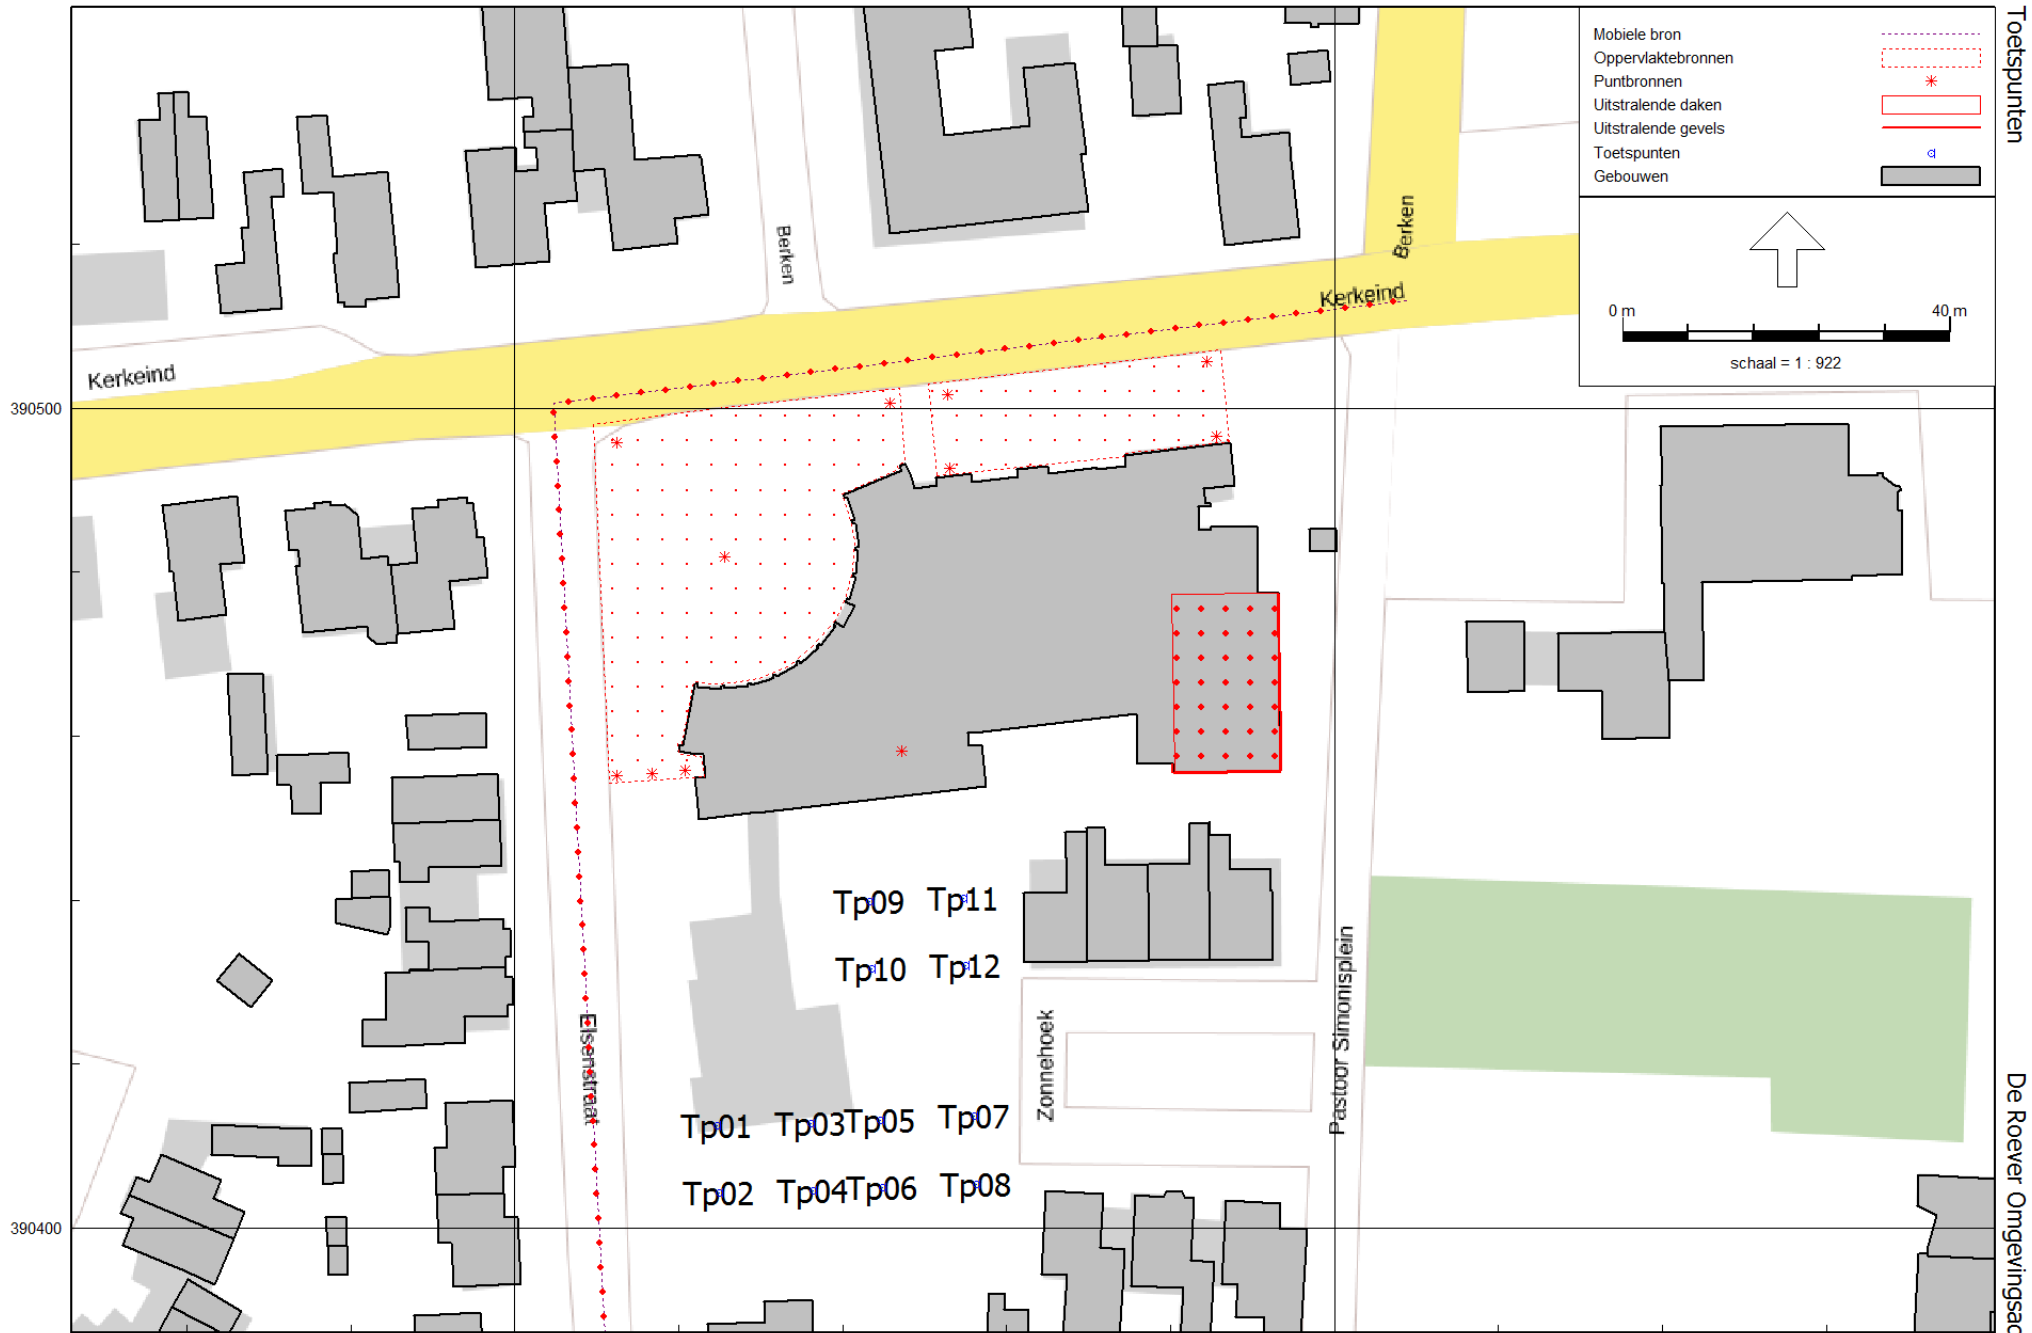 Toetspunten
Mobiele bron
Oppervlaktebronnen
Puntbronnen
Uitstralende daken
Uitstralende gevels
Toetspunten
Gebouwen
0 m 40 m
schaal = 1 : 922
Berken
Berken
Kerkeind
Kerkeind
390500
Tp09 Tp11
Tp10 Tp12
Elsenstraat
Zonnehoek
Pastoor Simonisplein
Tp01 Tp03 Tp05 Tp07
Tp02 Tp04 Tp06 Tp08
390400
De Roever Omgevingsad